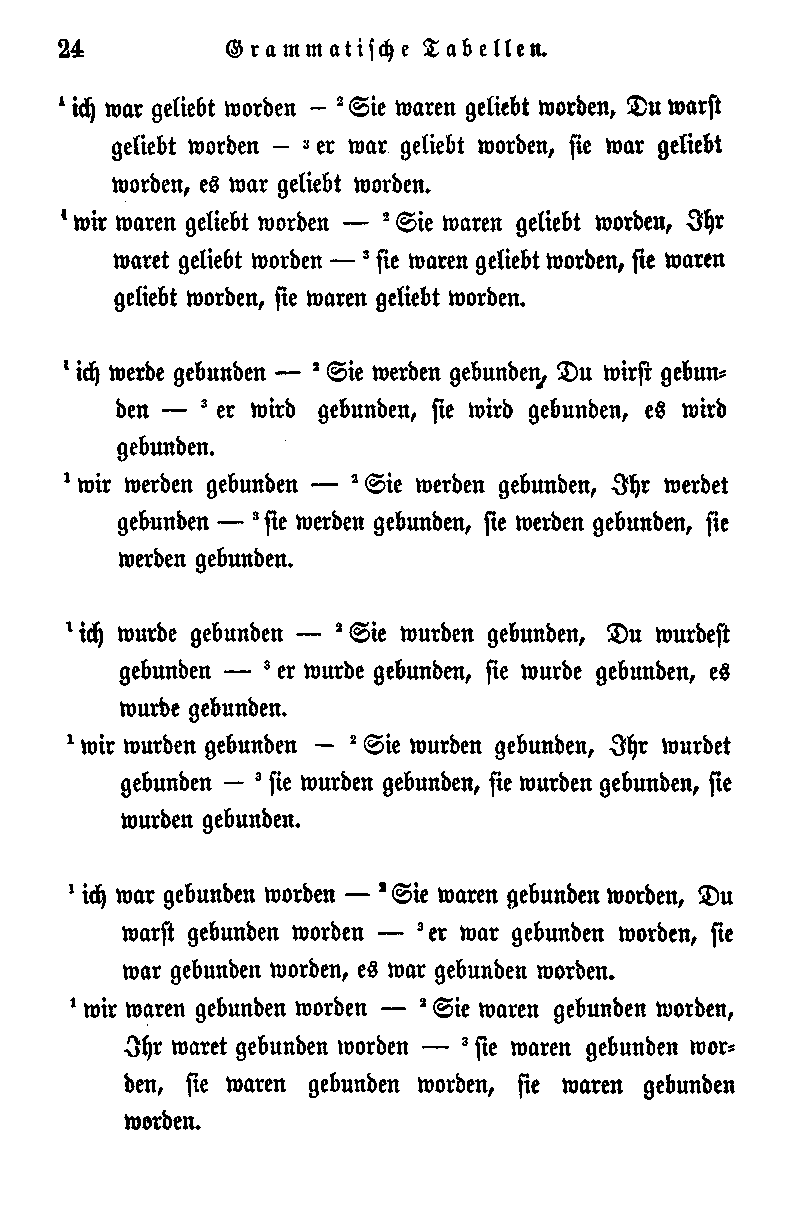 24 Grammatische Tabellen.
¹ ich war geliebt worden — ² Sie waren geliebt worden, Du warst
geliebt worden — ³ er war geliebt worden, sie war geliebt
worden, es war geliebt worden.
¹ wir waren geliebt worden — ² Sie waren geliebt worden, Ihr
waret geliebt worden — ³ sie waren geliebt worden, sie waren
geliebt worden, sie waren geliebt worden.
¹ ich werde gebunden — ² Sie werden gebunden, Du wirst gebun⸗
den — ³ er wird gebunden, sie wird gebunden, es wird
gebunden.
¹ wir werden gebunden — ² Sie werden gebunden, Ihr werdet
gebunden — ³ sie werden gebunden, sie werden gebunden, sie
werden gebunden.
¹ ich wurde gebunden — ² Sie wurden gebunden, Du wurdest
gebunden — ³ er wurde gebunden, sie wurde gebunden, es
wurde gebunden.
¹ wir wurden gebunden — ² Sie wurden gebunden, Ihr wurdet
gebunden — ³ sie wurden gebunden, sie wurden gebunden, sie
wurden gebunden.
¹ ich war gebunden worden — ² Sie waren gebunden worden, Du
warst gebunden worden — ³ er war gebunden worden, sie
war gebunden worden, es war gebunden worden.
¹ wir waren gebunden worden — ² Sie waren gebunden worden,
Ihr waret gebunden worden — ³ sie waren gebunden wor⸗
den, sie waren gebunden worden, sie waren gebunden
worden.